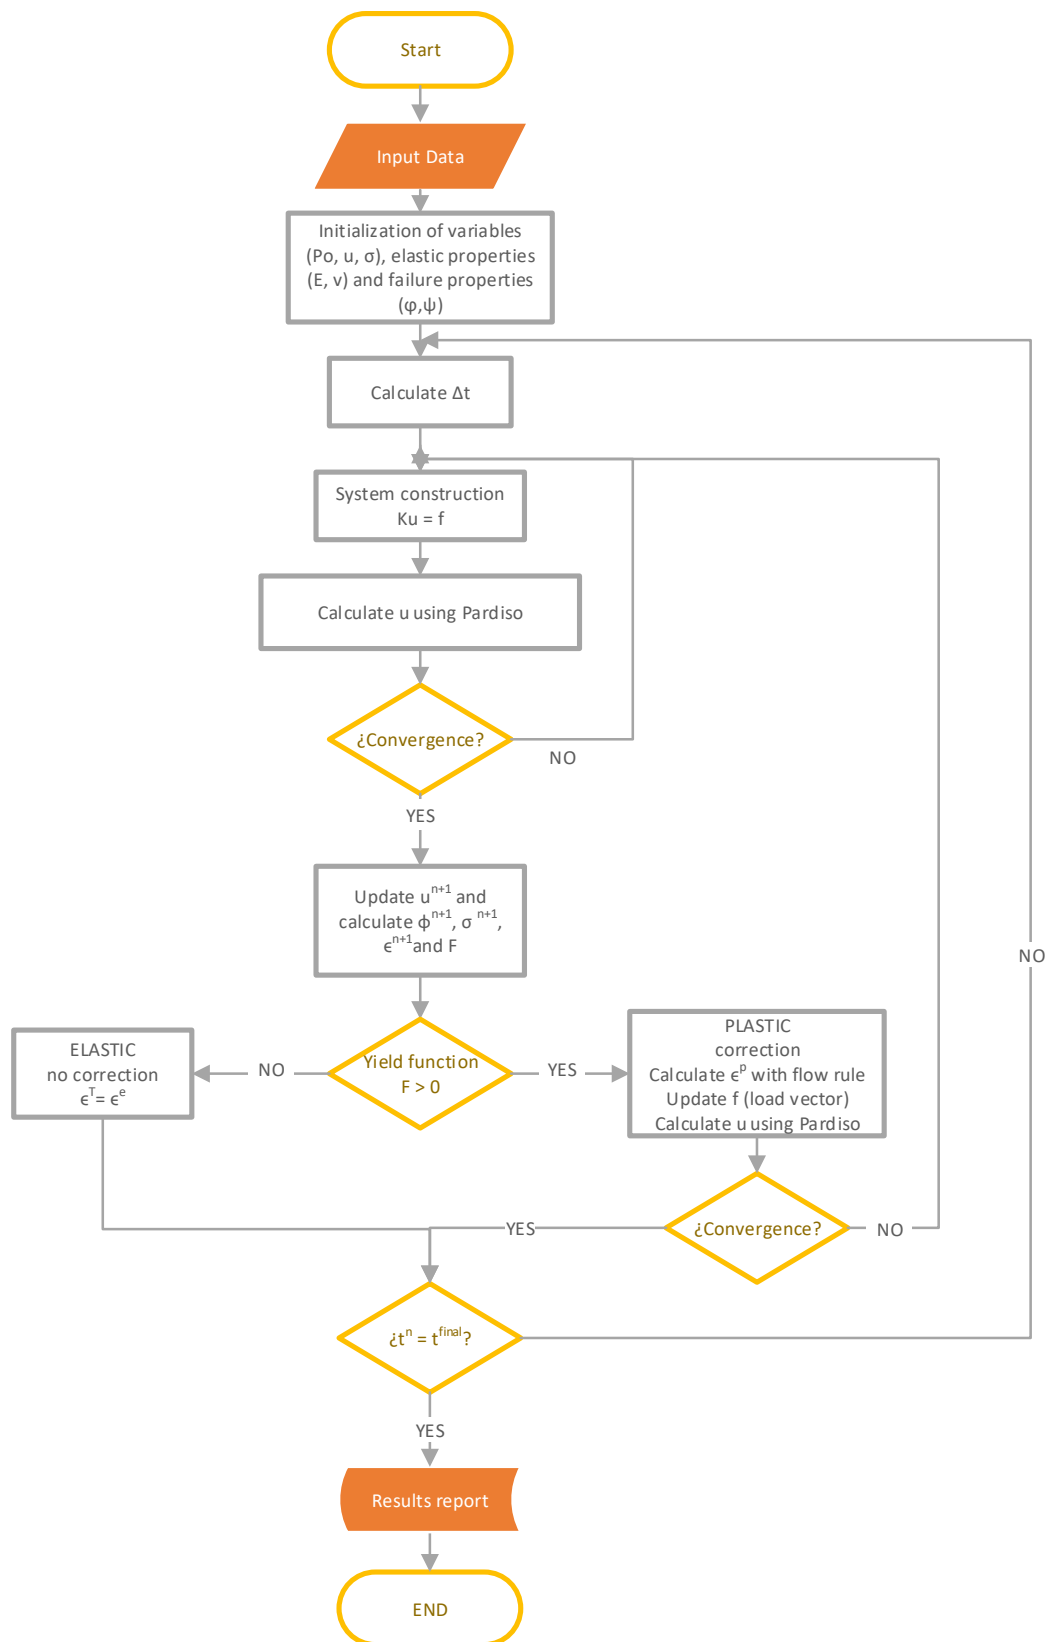 Start
Input Data
Initialization of variables
(Po, u, σ), elastic properties
(E, ν) and failure properties
(φ,ψ)
Calculate Δt
System construction
Ku = f
Calculate u using Pardiso
¿Convergence?
NO
YES
Update uⁿ⁺¹ and
calculate ϕⁿ⁺¹, σ ⁿ⁺¹,
ϵⁿ⁺¹and F
NO
ELASTIC
no correction
ϵᵀ= ϵᵉ
NO
Yield function
F > 0
YES
PLASTIC
correction
Calculate ϵᵖ with flow rule
Update f (load vector)
Calculate u using Pardiso
YES
¿Convergence?
NO
¿tⁿ = tᶠⁱⁿᵃˡ?
YES
Results report
END